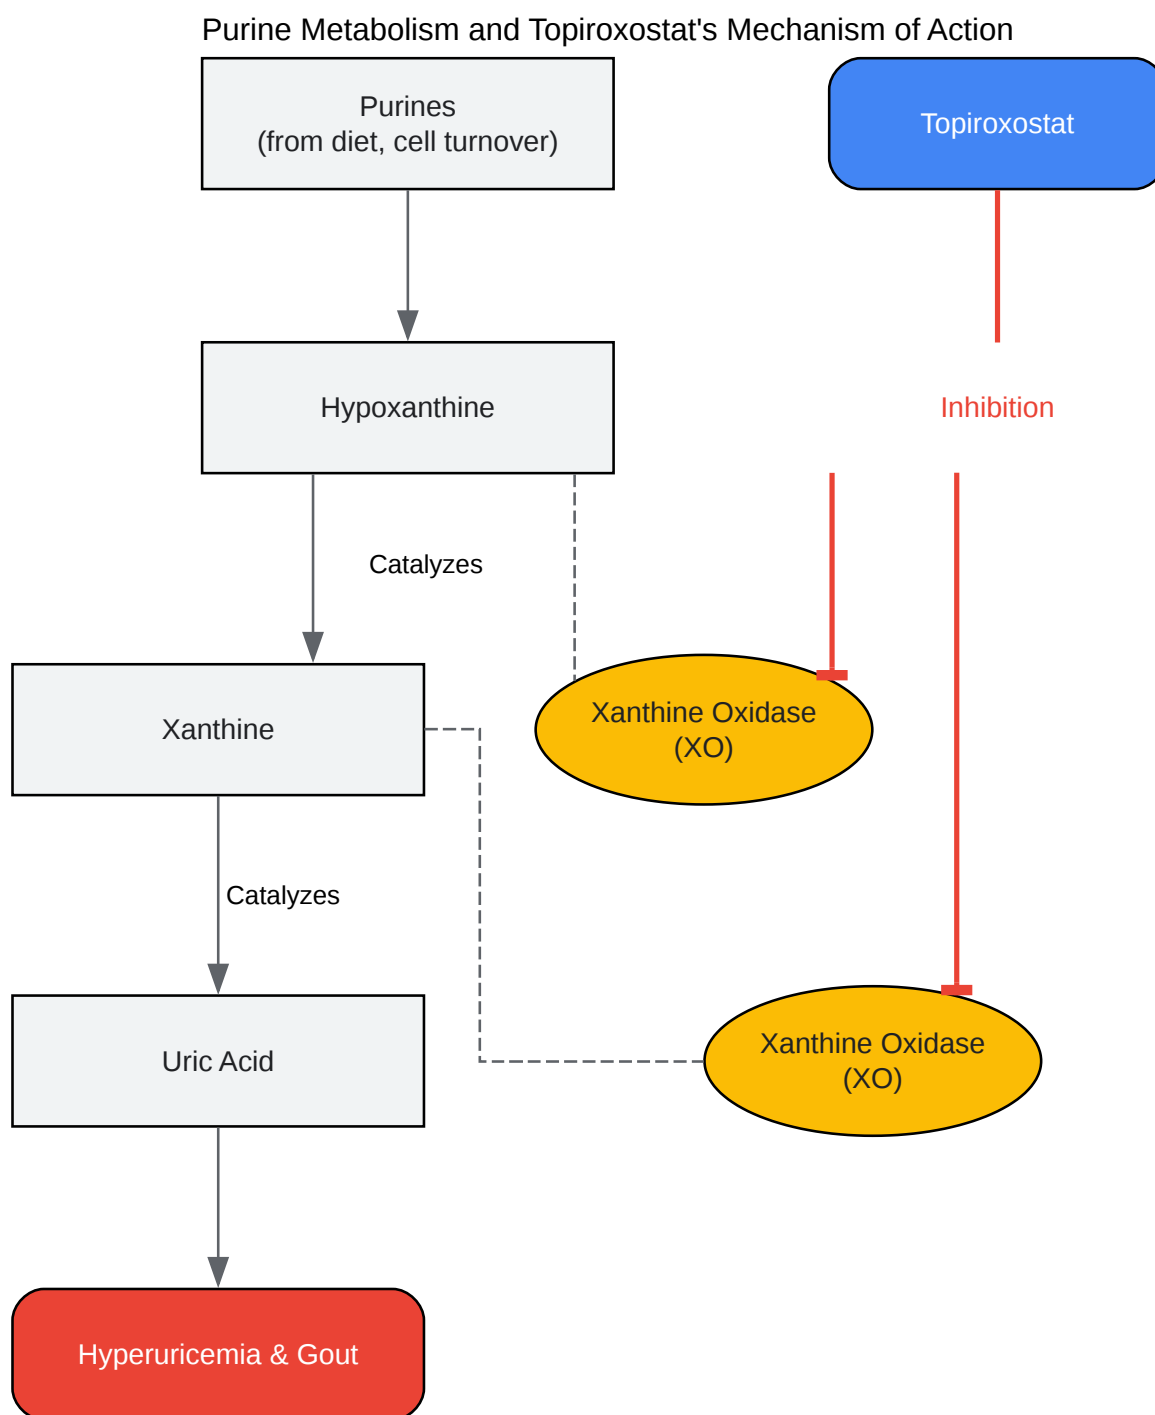 Purine Metabolism and Topiroxostat's Mechanism of Action
Purines
(from diet, cell turnover)
Topiroxostat
Hypoxanthine
Inhibition
Catalyzes
Xanthine
Xanthine Oxidase
(XO)
Catalyzes
Uric Acid
Xanthine Oxidase
(XO)
Hyperuricemia & Gout